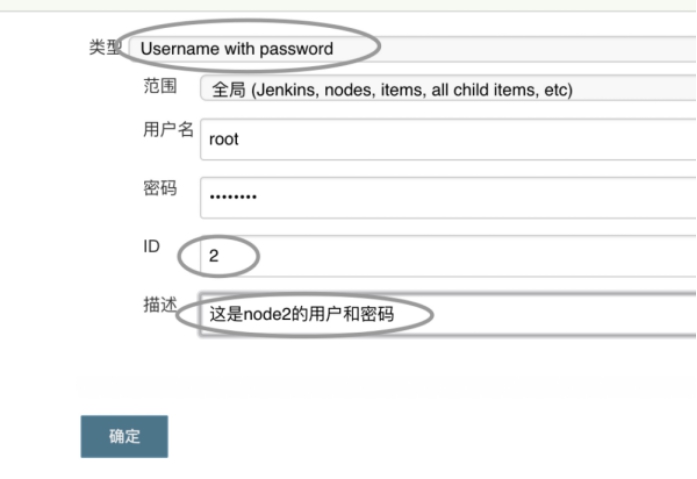 类型 Username with password
范围 全局 (Jenkins, nodes, items, all child items, etc)
用户名 root
密码 ••••••••
ID 2
描述 这是node2的用户和密码
确定